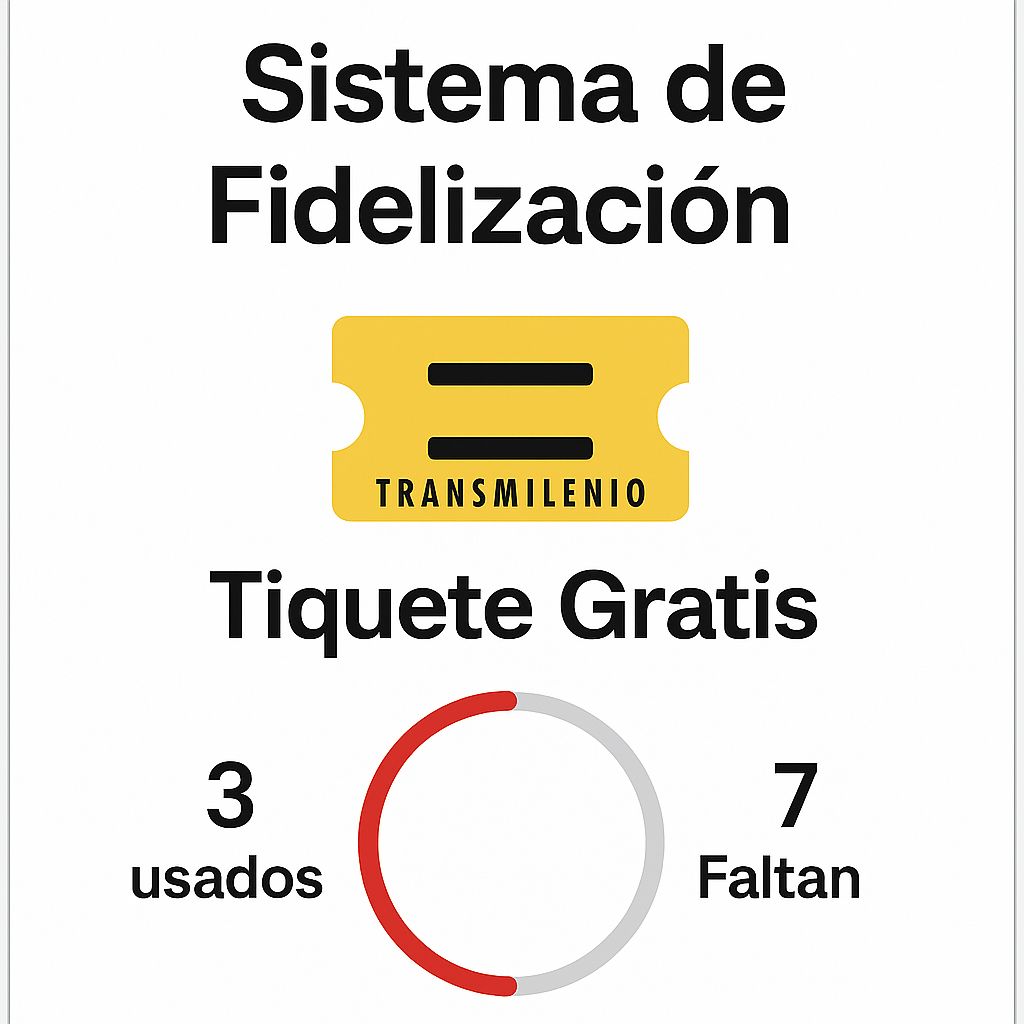 Sistema de
Fidelización
TRANSMILENIO
Tiquete Gratis
3
usados
7
Faltan